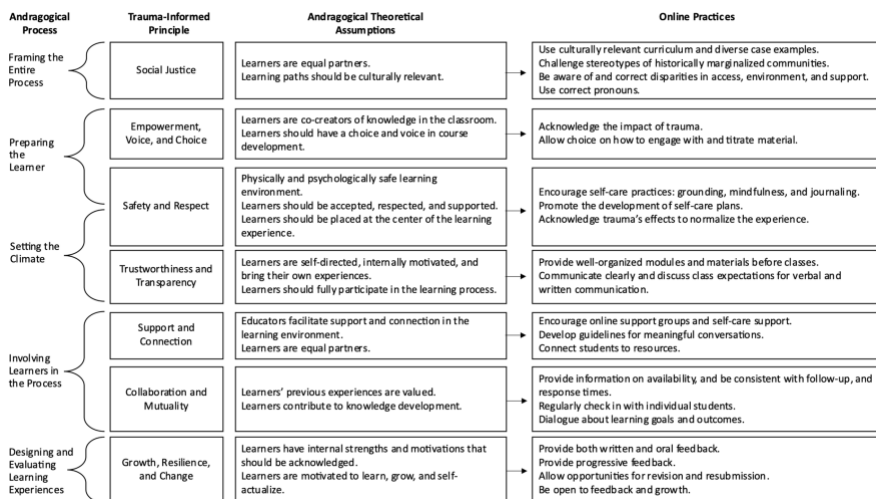 Andragogical
Process
Trauma-Informed
Principle
Andragogical Theoretical
Assumptions
Online Practices
Framing the
Entire
Process
Social Justice
Learners are equal partners.
Learning paths should be culturally relevant.
Use culturally relevant curriculum and diverse case examples.
Challenge stereotypes of historically marginalized communities.
Be aware of and correct disparities in access, environment, and support.
Use correct pronouns.
Preparing
the
Learner
Empowerment,
Voice, and Choice
Learners are co-creators of knowledge in the classroom.
Learners should have a choice and voice in course
development.
Acknowledge the impact of trauma.
Allow choice on how to engage with and titrate material.
Safety and Respect
Physically and psychologically safe learning
environment.
Learners should be accepted, respected, and supported.
Learners should be placed at the center of the learning
experience.
Encourage self-care practices: grounding, mindfulness, and journaling.
Promote the development of self-care plans.
Acknowledge trauma's effects to normalize the experience.
Setting the
Climate
Trustworthiness and
Transparency
Learners are self-directed, internally motivated, and
bring their own experiences.
Learners should fully participate in the learning process.
Provide well-organized modules and materials before classes.
Communicate clearly and discuss class expectations for verbal and
written communication.
Involving
Learners in
the Process
Support and
Connection
Educators facilitate support and connection in the
learning environment.
Learners are equal partners.
Encourage online support groups and self-care support.
Develop guidelines for meaningful conversations.
Connect students to resources.
Collaboration and
Mutuality
Learners' previous experiences are valued.
Learners contribute to knowledge development.
Provide information on availability, and be consistent with follow-up, and
response times.
Regularly check in with individual students.
Dialogue about learning goals and outcomes.
Designing and
Evaluating
Learning
Experiences
Growth, Resilience,
and Change
Learners have internal strengths and motivations that
should be acknowledged.
Learners are motivated to learn, grow, and self-
actualize.
Provide both written and oral feedback.
Provide progressive feedback.
Allow opportunities for revision and resubmission.
Be open to feedback and growth.